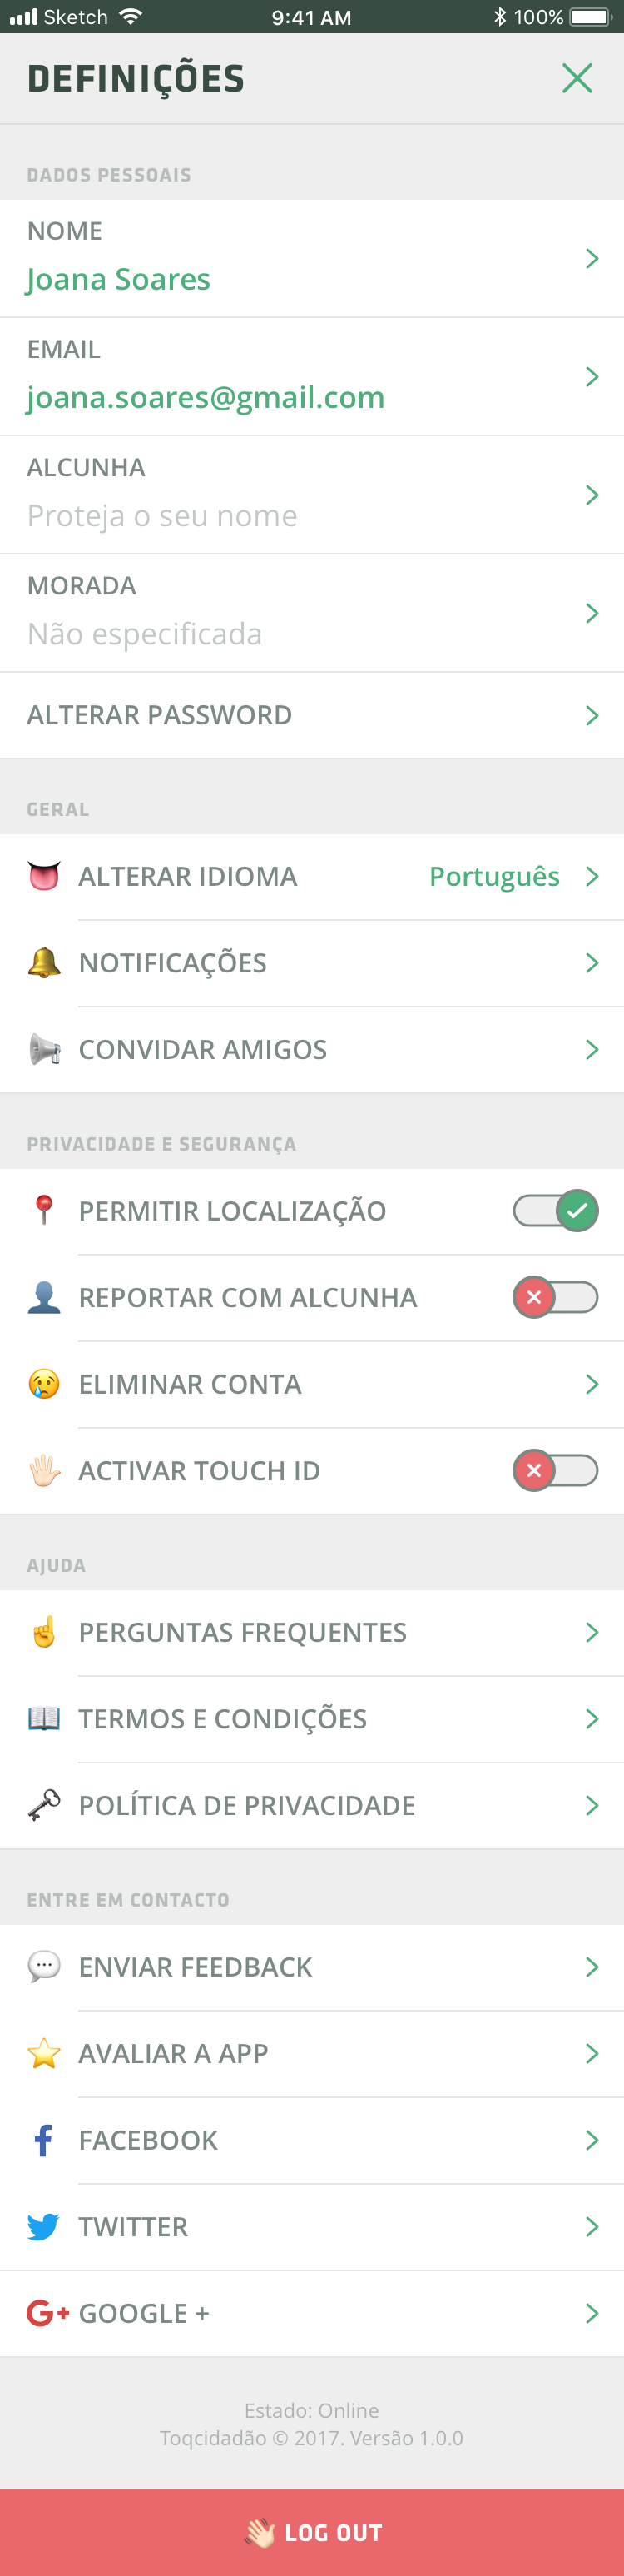 Sketch 9:41 AM 100%
DEFINIÇÕES
DADOS PESSOAIS
NOME
Joana Soares
EMAIL
joana.soares@gmail.com
ALCUNHA
Proteja o seu nome
MORADA
Não especificada
ALTERAR PASSWORD
GERAL
ALTERAR IDIOMA Português
NOTIFICAÇÕES
CONVIDAR AMIGOS
PRIVACIDADE E SEGURANÇA
PERMITIR LOCALIZAÇÃO
REPORTAR COM ALCUNHA
ELIMINAR CONTA
ACTIVAR TOUCH ID
AJUDA
PERGUNTAS FREQUENTES
TERMOS E CONDIÇÕES
POLÍTICA DE PRIVACIDADE
ENTRE EM CONTACTO
ENVIAR FEEDBACK
AVALIAR A APP
FACEBOOK
TWITTER
G+ GOOGLE +
Estado: Online
Toqcidadão © 2017. Versão 1.0.0
LOG OUT